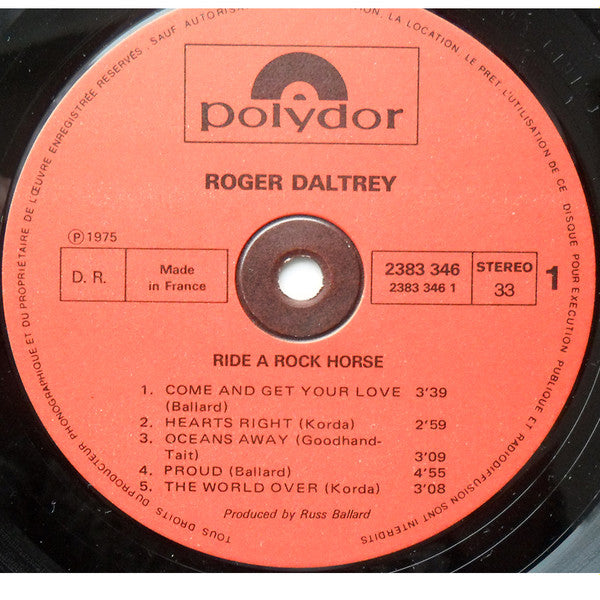 TOUS DROITS DU PRODUCTEUR PHONOGRAPHIQUE ET DU PROPRIÉTAIRE DE L'ŒUVRE ENREGISTRÉE RÉSERVÉS. SAUF AUTORISATION LA LOCATION, LE PRET, L'UTILISATION DE CE DISQUE POUR EXECUTION PUBLIQUE ET RADIODIFFUSION SONT INTERDITS
polydor
ROGER DALTREY
Ⓟ 1975
D. R.
Made
in France
2383 346
2383 346 1
STEREO
33
1
RIDE A ROCK HORSE
1. COME AND GET YOUR LOVE 3'39
(Ballard)
2. HEARTS RIGHT (Korda) 2'59
3. OCEANS AWAY (Goodhand-
Tait) 3'09
4. PROUD (Ballard) 4'55
5. THE WORLD OVER (Korda) 3'08
Produced by Russ Ballard